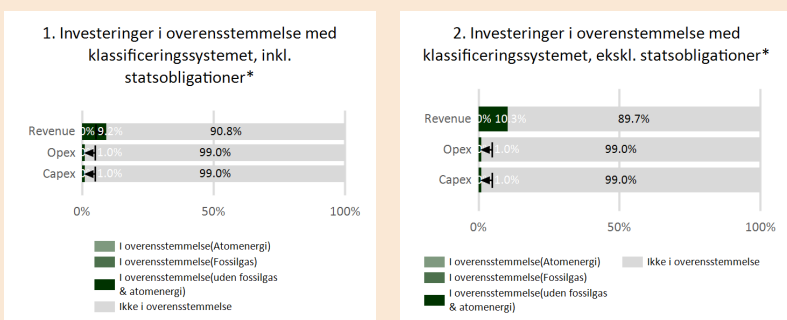 1. Investeringer i overensstemmelse med
klassificeringssystemet, inkl.
statsobligationer*
Revenue 0% 9.2% 90.8%
Opex 1.0% 99.0%
Capex 1.0% 99.0%
0% 50% 100%
I overensstemmelse(Atomenergi)
I overensstemmelse(Fossilgas)
I overensstemmelse(uden fossilgas
& atomenergi)
Ikke i overensstemmelse
2. Investeringer i overenstemmelse med
klassificeringssystemet, ekskl. statsobligationer*
Revenue 0% 10.3% 89.7%
Opex 1.0% 99.0%
Capex 1.0% 99.0%
0% 50% 100%
I overensstemmelse(Atomenergi) Ikke i overensstemmelse
I overensstemmelse(Fossilgas)
I overensstemmelse(uden fossilgas
& atomenergi)